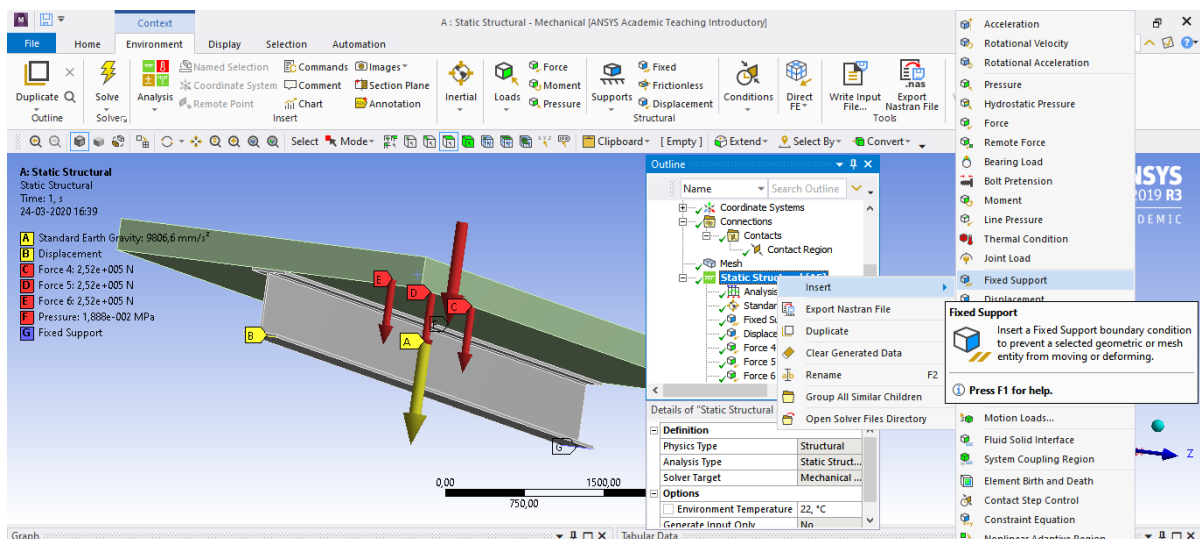 M
Context
A : Static Structural - Mechanical [ANSYS Academic Teaching Introductory]
File Home Environment Display Selection Automation
Duplicate
Outline
Solve
Solver
Analysis
Named Selection
Coordinate System
Remote Point
Commands
Comment
Chart
Images
Section Plane
Annotation
Insert
Inertial
Loads
Force
Moment
Pressure
Supports
Fixed
Frictionless
Displacement
Structural
Conditions
Direct
FE
Write Input
File...
.nas
Export
Nastran File
Tools
Select Mode Clipboard [ Empty ] Extend Select By Convert
A: Static Structural
Static Structural
Time: 1, s
24-03-2020 16:39
A Standard Earth Gravity: 9806,6 mm/s²
B Displacement
C Force 4: 2,52e+005 N
D Force 5: 2,52e+005 N
E Force 6: 2,52e+005 N
F Pressure: 1,888e-002 MPa
G Fixed Support
E
D
C
F
B
A
G
0,00 1500,00
750,00
Outline
Name Search Outline
Coordinate Systems
Connections
Contacts
Contact Region
Mesh
Static Struc
Analysis
Standar
Fixed Su
Displace
Force 4
Force 5
Force 6
Details of "Static Structural
Definition
Physics Type Structural
Analysis Type Static Struct...
Solver Target Mechanical ...
Options
Environment Temperature 22, °C
Generate Input Only No
Insert
Export Nastran File
Duplicate
Clear Generated Data
Rename F2
Group All Similar Children
Open Solver Files Directory
Acceleration
Rotational Velocity
Rotational Acceleration
Pressure
Hydrostatic Pressure
Force
Remote Force
Bearing Load
Bolt Pretension
Moment
Line Pressure
Thermal Condition
Joint Load
Fixed Support
Displacement
Fixed Support
Insert a Fixed Support boundary condition
to prevent a selected geometric or mesh
entity from moving or deforming.
Press F1 for help.
Motion Loads...
Fluid Solid Interface
System Coupling Region
Element Birth and Death
Contact Step Control
Constraint Equation
Nonlinear Adaptive Region
NSYS
2019 R3
DEMIC
Z
Graph
Tabular Data